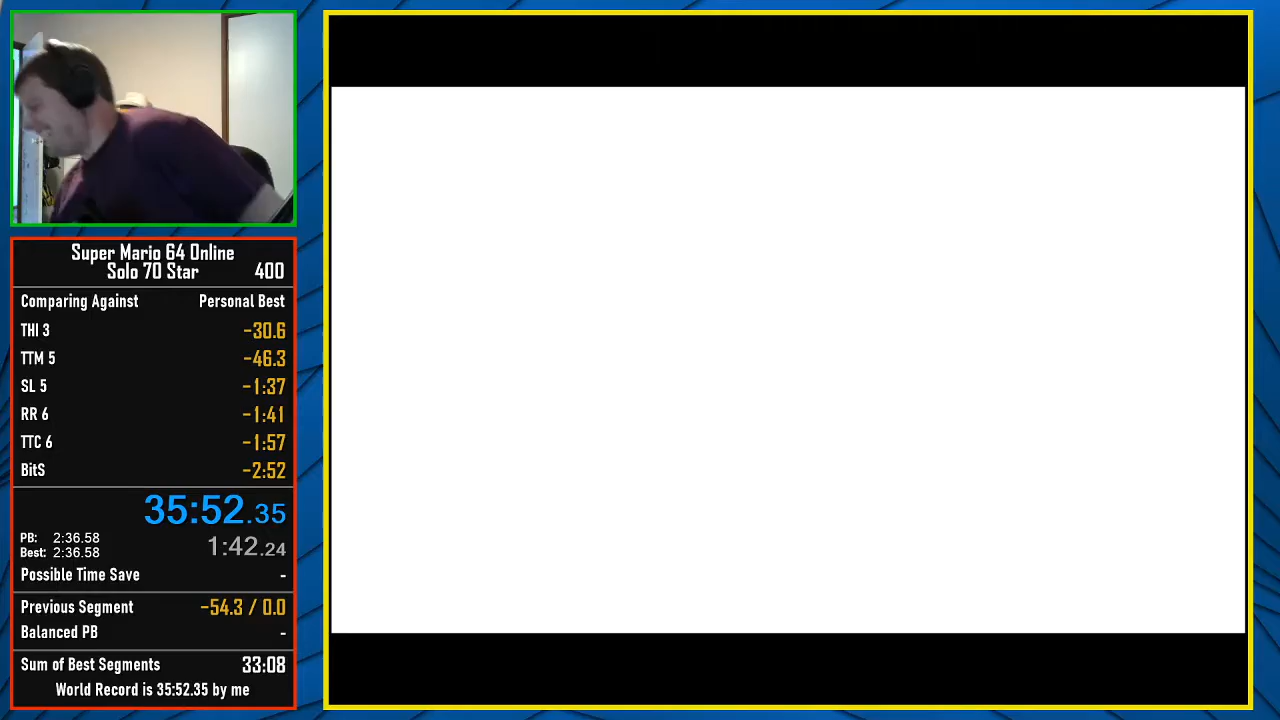 Super Mario 64 Online
Solo 70 Star 400
Comparing Against Personal Best
THI 3 -30.6
TTM 5 -46.3
SL 5 -1:37
RR 6 -1:41
TTC 6 -1:57
BitS -2:52
35:52.35
PB: 2:36.58
Best: 2:36.58
1:42.24
Possible Time Save -
Previous Segment -54.3 / 0.0
Balanced PB -
Sum of Best Segments 33:08
World Record is 35:52.35 by me